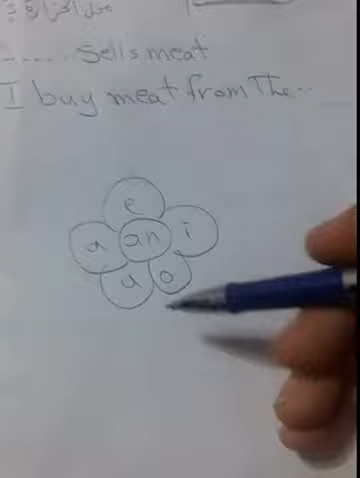 ..... sells meat
I buy meat from The...
e
a an i
u o